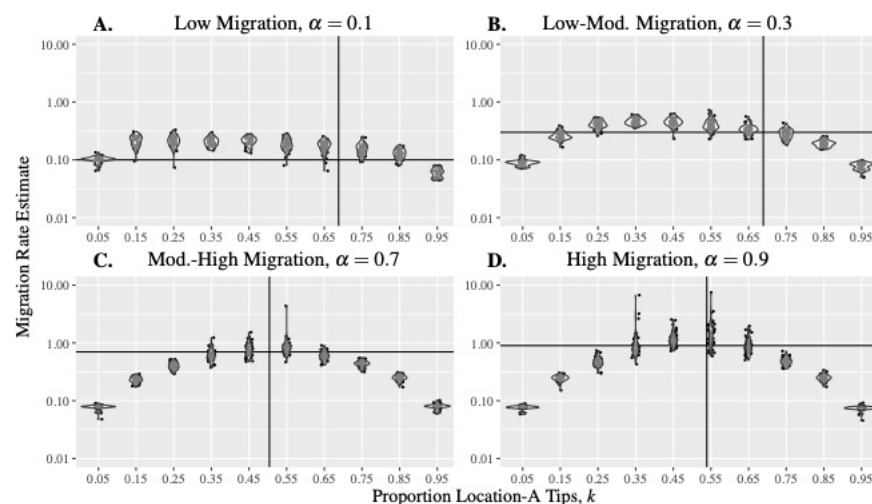 A. Low Migration, α = 0.1
B. Low-Mod. Migration, α = 0.3
10.00
1.00
0.10
0.01
0.05 0.15 0.25 0.35 0.45 0.55 0.65 0.75 0.85 0.95
10.00
1.00
0.10
0.01
0.05 0.15 0.25 0.35 0.45 0.55 0.65 0.75 0.85 0.95
Migration Rate Estimate
C. Mod.-High Migration, α = 0.7
D. High Migration, α = 0.9
10.00
1.00
0.10
0.01
0.05 0.15 0.25 0.35 0.45 0.55 0.65 0.75 0.85 0.95
10.00
1.00
0.10
0.01
0.05 0.15 0.25 0.35 0.45 0.55 0.65 0.75 0.85 0.95
Proportion Location-A Tips, k